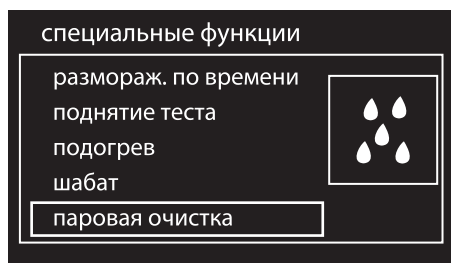 специальные функции
размораж. по времени
поднятие теста
подогрев
шабат
паровая очистка